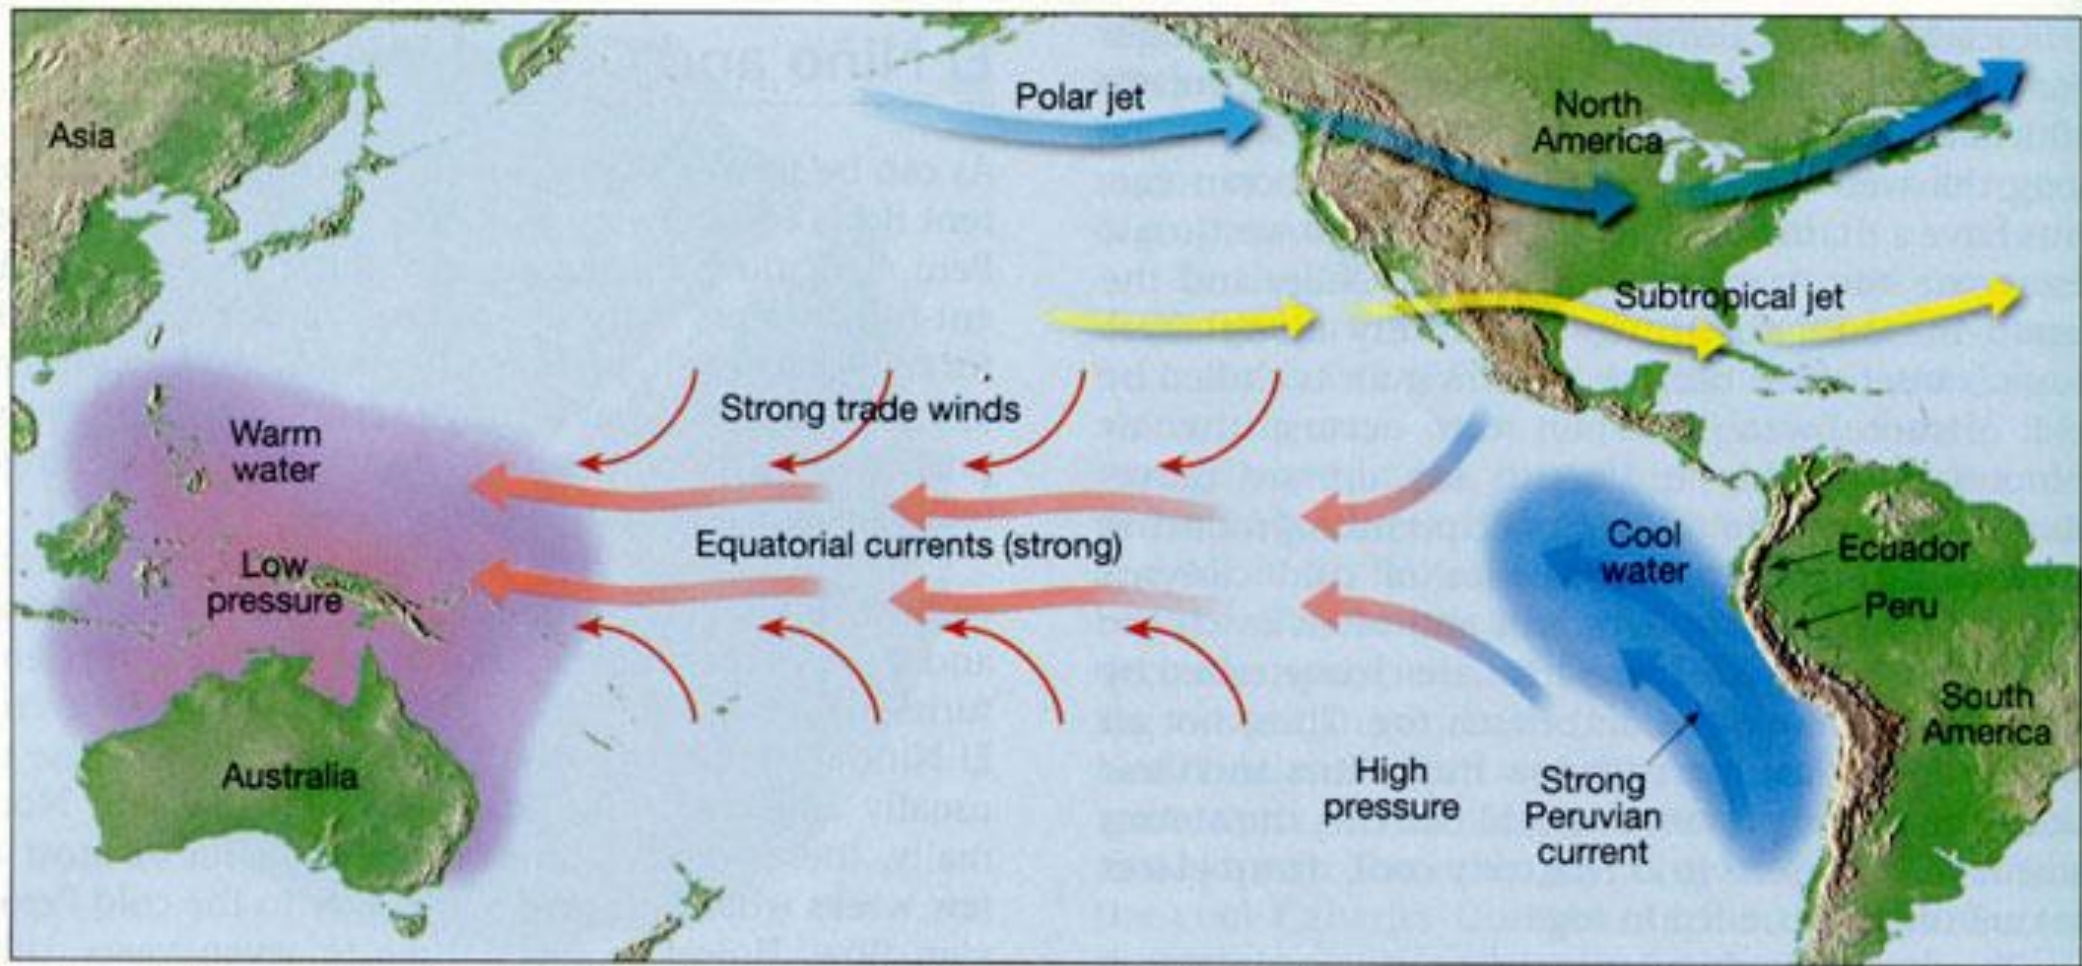 Asia
Polar jet
North
America
Subtropical jet
Strong trade winds
Warm
water
Equatorial currents (strong)
Low
pressure
Cool
water
Ecuador
Peru
South
America
Australia
High
pressure
Strong
Peruvian
current